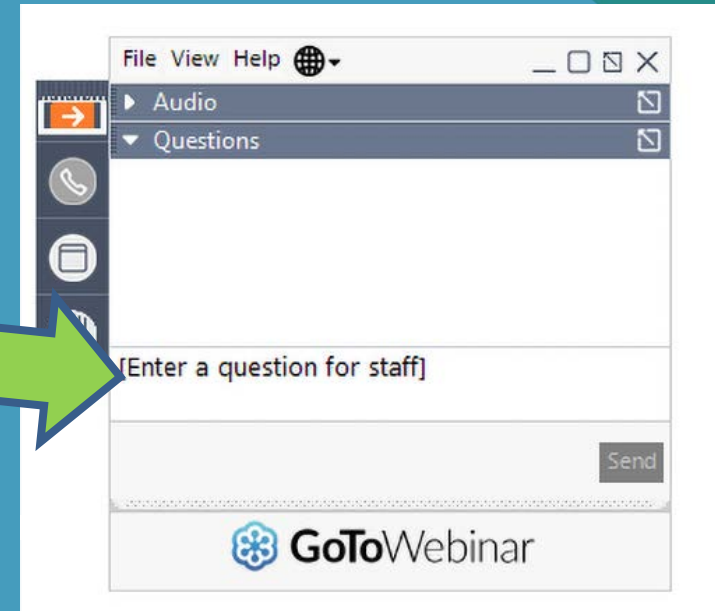 File View Help
Audio
Questions
[Enter a question for staff]
Send
GoToWebinar